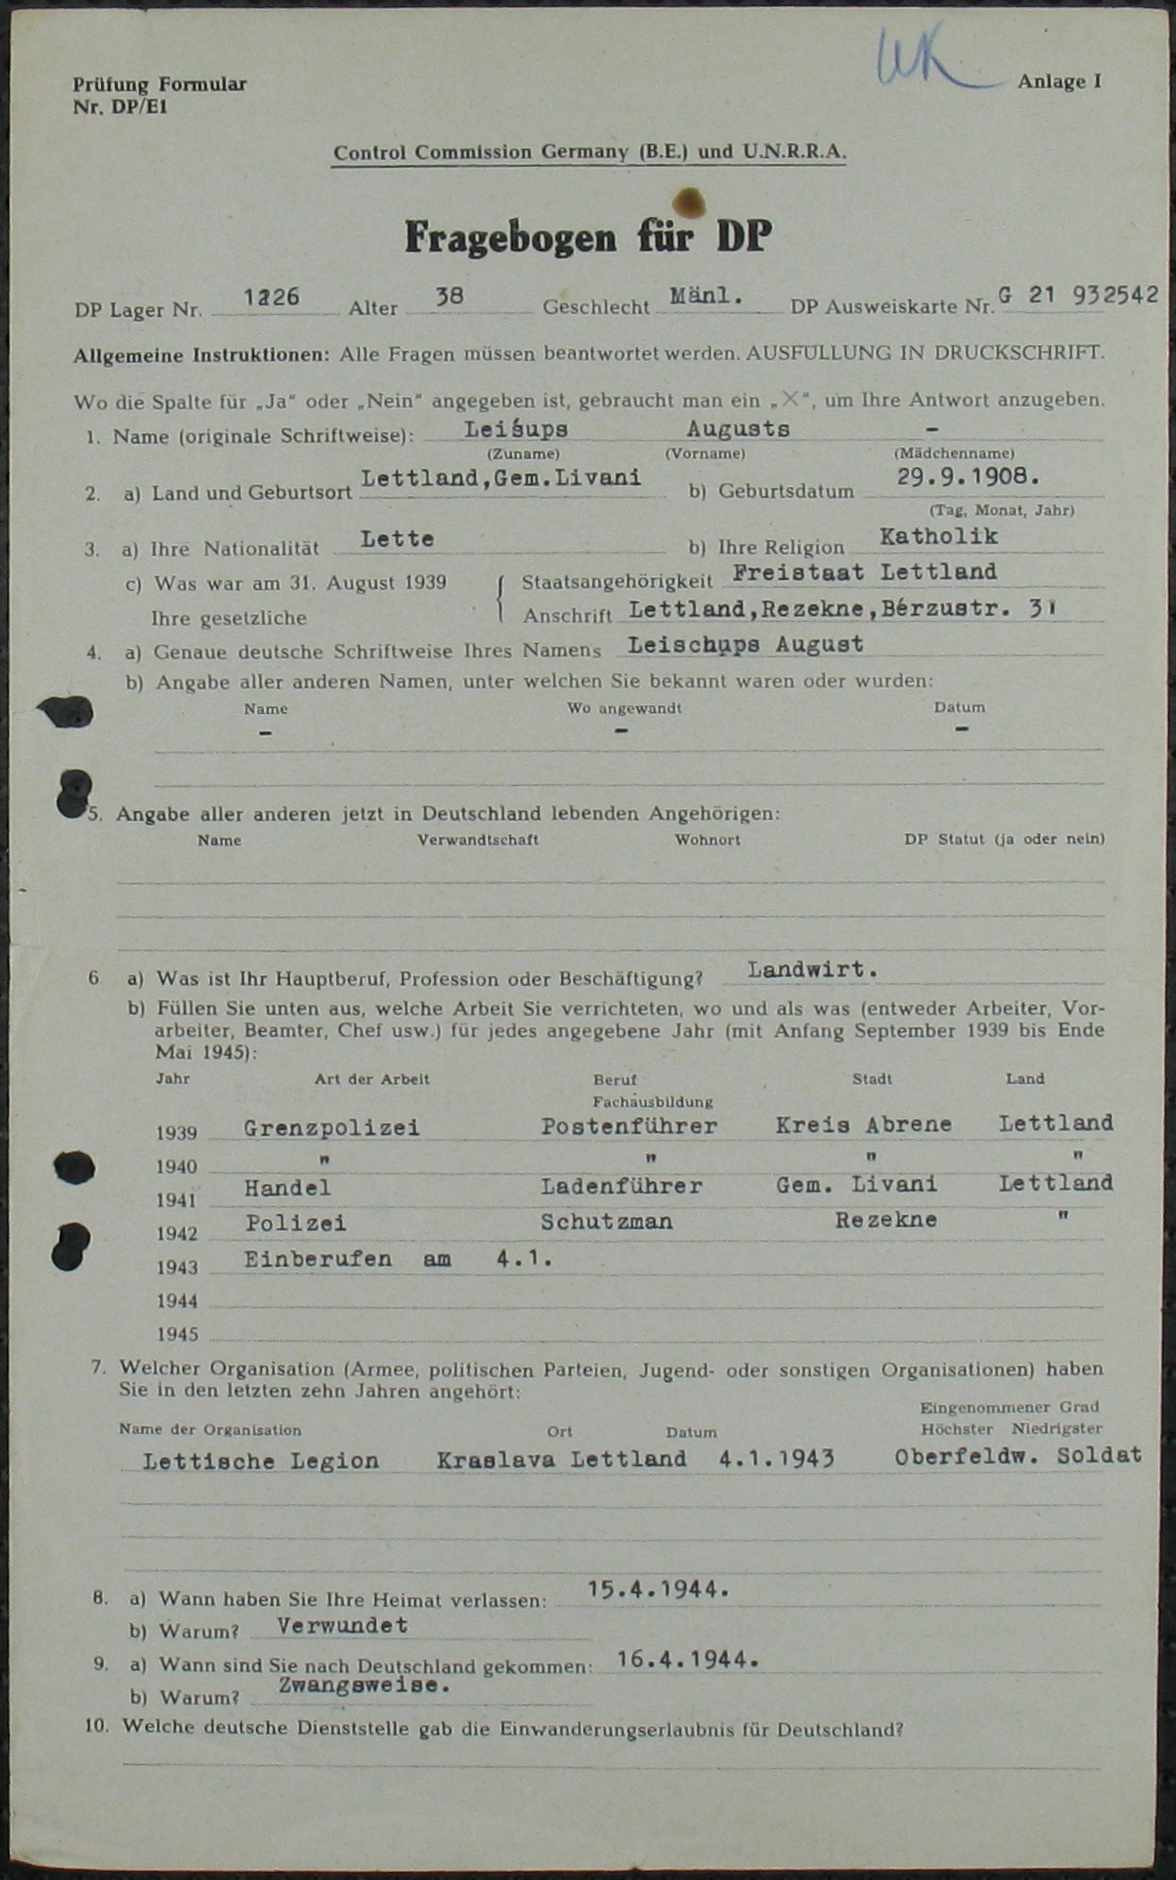 UK
Prüfung Formular
Nr. DP/E1
Anlage I
Control Commission Germany (B.E.) und U.N.R.R.A.
Fragebogen für DP
DP Lager Nr. 1226 Alter 38 Geschlecht Mänl. DP Ausweiskarte Nr. G 21 932542
Allgemeine Instruktionen: Alle Fragen müssen beantwortet werden. AUSFÜLLUNG IN DRUCKSCHRIFT.
Wo die Spalte für „Ja“ oder „Nein“ angegeben ist, gebraucht man ein „X“, um Ihre Antwort anzugeben.
1. Name (originale Schriftweise): Leiśups Augusts -
(Zuname) (Vorname) (Mädchenname)
2. a) Land und Geburtsort Lettland,Gem.Livani b) Geburtsdatum 29.9.1908.
(Tag, Monat, Jahr)
3. a) Ihre Nationalität Lette b) Ihre Religion Katholik
c) Was war am 31. August 1939 { Staatsangehörigkeit Freistaat Lettland
Ihre gesetzliche Anschrift Lettland,Rezekne,Bérzustr. 31
4. a) Genaue deutsche Schriftweise Ihres Namens Leischups August
b) Angabe aller anderen Namen, unter welchen Sie bekannt waren oder wurden:
Name Wo angewandt Datum
- - -
5. Angabe aller anderen jetzt in Deutschland lebenden Angehörigen:
Name Verwandtschaft Wohnort DP Statut (ja oder nein)
6 a) Was ist Ihr Hauptberuf, Profession oder Beschäftigung? Landwirt.
b) Füllen Sie unten aus, welche Arbeit Sie verrichteten, wo und als was (entweder Arbeiter, Vor-
arbeiter, Beamter, Chef usw.) für jedes angegebene Jahr (mit Anfang September 1939 bis Ende
Mai 1945):
Jahr Art der Arbeit Beruf Stadt Land
Fachausbildung
1939 Grenzpolizei Postenführer Kreis Abrene Lettland
1940 " " " "
1941 Handel Ladenführer Gem. Livani Lettland
1942 Polizei Schutzman Rezekne "
1943 Einberufen am 4.1.
1944
1945
7. Welcher Organisation (Armee, politischen Parteien, Jugend- oder sonstigen Organisationen) haben
Sie in den letzten zehn Jahren angehört:
Eingenommener Grad
Name der Organisation Ort Datum Höchster Niedrigster
Lettische Legion Kraslava Lettland 4.1.1943 Oberfeldw. Soldat
8. a) Wann haben Sie Ihre Heimat verlassen: 15.4.1944.
b) Warum? Verwundet
9. a) Wann sind Sie nach Deutschland gekommen: 16.4.1944.
b) Warum? Zwangsweise.
10. Welche deutsche Dienststelle gab die Einwanderungserlaubnis für Deutschland?